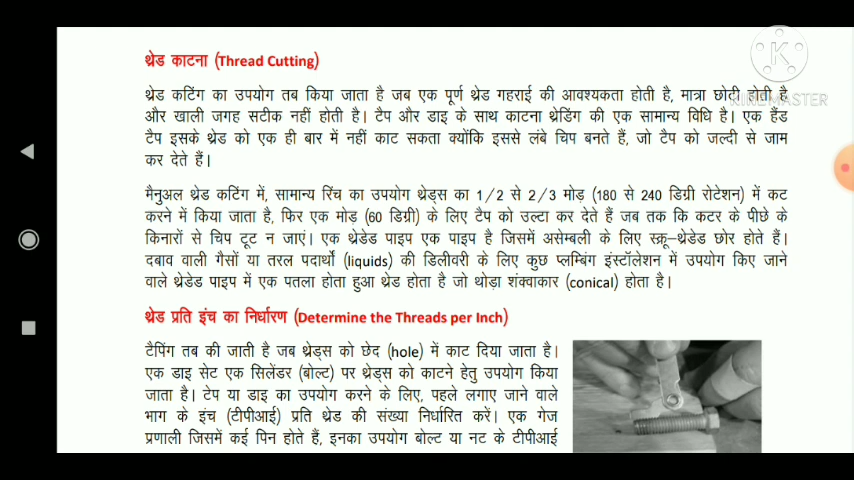 थ्रेड काटना (Thread Cutting)
थ्रेड कटिंग का उपयोग तब किया जाता है जब एक पूर्ण थ्रेड गहराई की आवश्यकता होती है, मात्रा छोटी होती है
और खाली जगह सटीक नहीं होती है। टैप और डाइ के साथ काटना थ्रेडिंग की एक सामान्य विधि है। एक हैंड
टैप इसके थ्रेड को एक ही बार में नहीं काट सकता क्योंकि इससे लंबे चिप बनते हैं, जो टैप को जल्दी से जाम
कर देते हैं।
मैनुअल थ्रेड कटिंग में, सामान्य रिंच का उपयोग थ्रेड्स का 1/2 से 2/3 मोड़ (180 से 240 डिग्री रोटेशन) में कट
करने में किया जाता है, फिर एक मोड़ (60 डिग्री) के लिए टैप को उल्टा कर देते हैं जब तक कि कटर के पीछे के
किनारों से चिप टूट न जाएं। एक थ्रेडेड पाइप एक पाइप है जिसमें असेम्बली के लिए स्क्रू–थ्रेडेड छोर होते हैं।
दबाव वाली गैसों या तरल पदार्थों (liquids) की डिलीवरी के लिए कुछ प्लम्बिंग इंस्टॉलेशन में उपयोग किए जाने
वाले थ्रेडेड पाइप में एक पतला होता हुआ थ्रेड होता है जो थोड़ा शंक्वाकार (conical) होता है।
थ्रेड प्रति इंच का निर्धारण (Determine the Threads per Inch)
टैपिंग तब की जाती है जब थ्रेड्स को छेद (hole) में काट दिया जाता है।
एक डाइ सेट एक सिलेंडर (बोल्ट) पर थ्रेड्स को काटने हेतु उपयोग किया
जाता है। टेप या डाइ का उपयोग करने के लिए, पहले लगाए जाने वाले
भाग के इंच (टीपीआई) प्रति थ्रेड की संख्या निर्धारित करें। एक गेज
प्रणाली जिसमें कई पिन होते हैं, इनका उपयोग बोल्ट या नट के टीपीआई
K
KINEMASTER